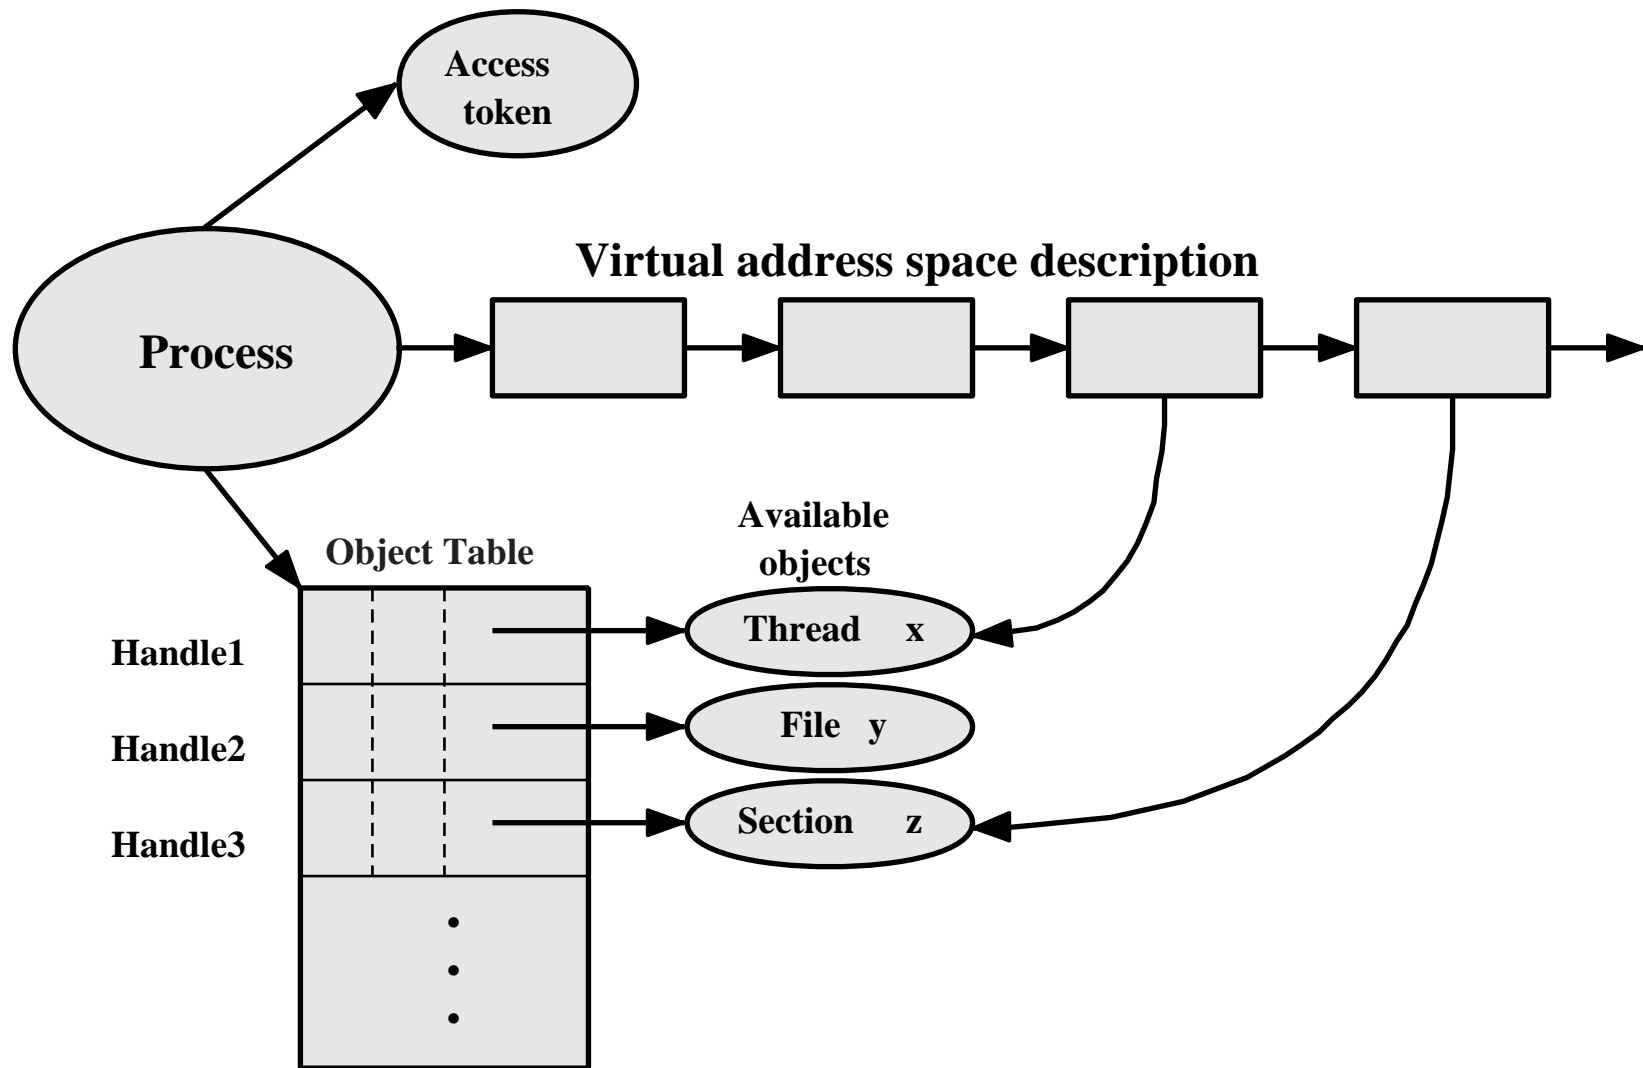 Access
token
Virtual address space description
Process
Available
objects
Object Table
Thread x
Handle1
File y
Handle2
Section z
Handle3